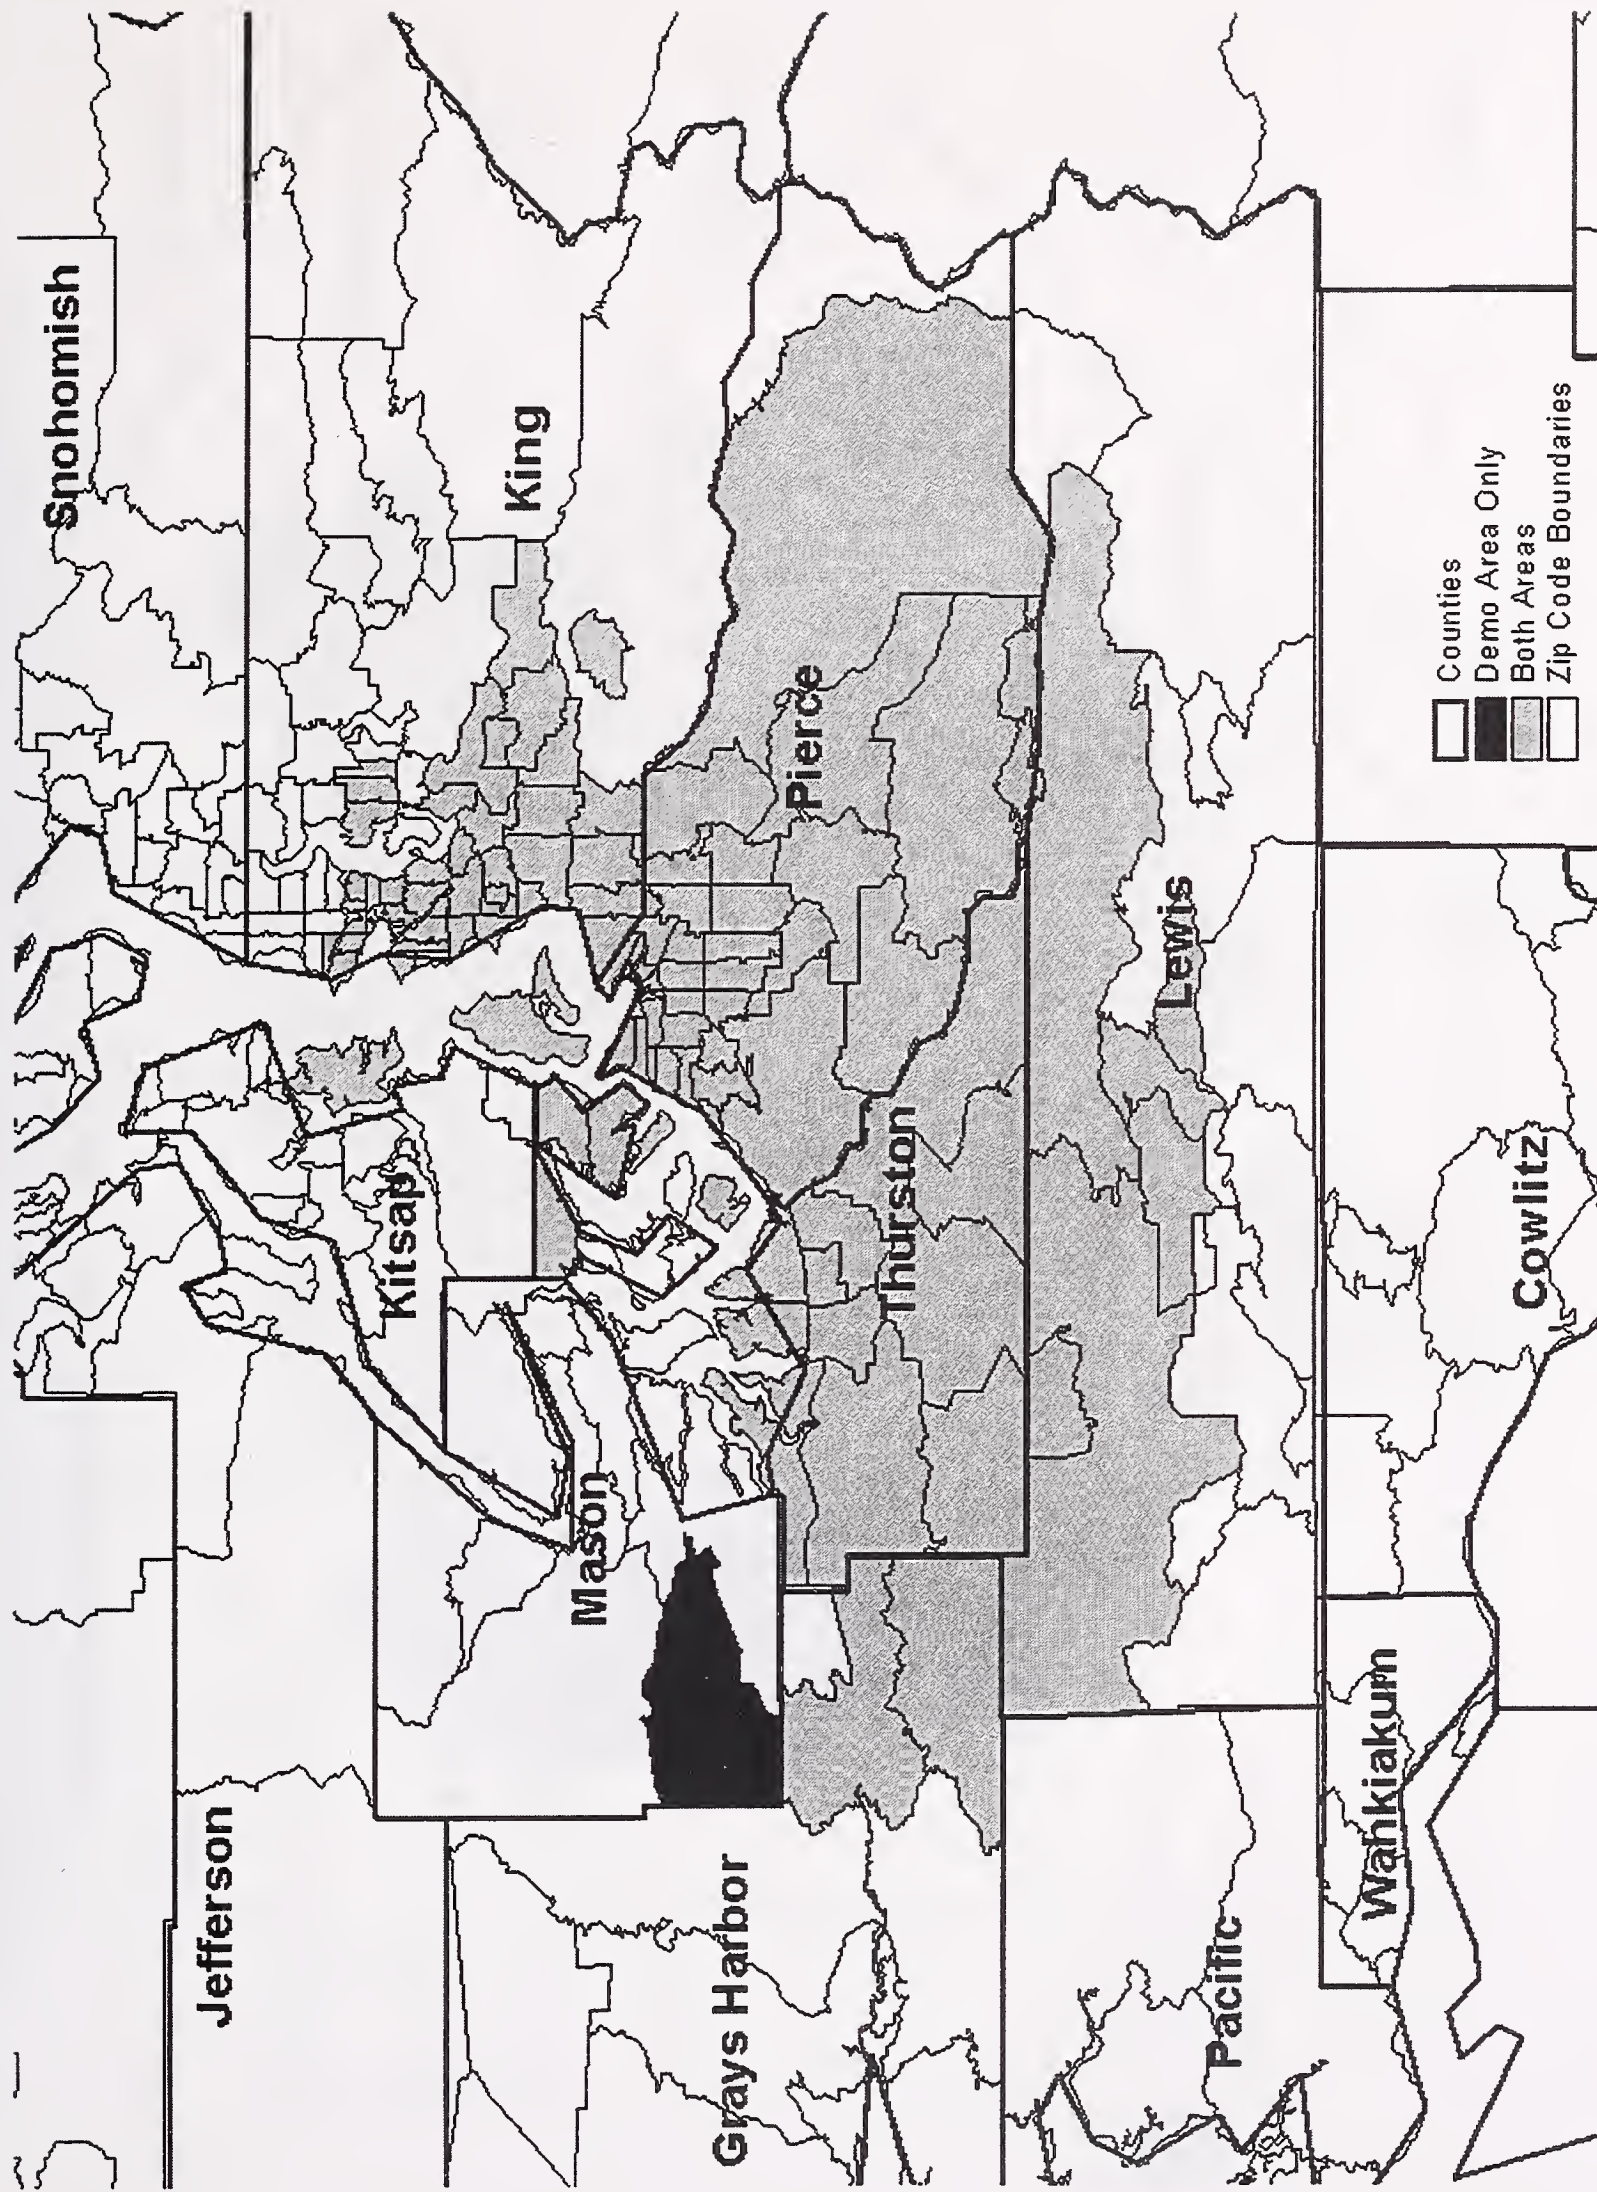 Snohomish
King
Kitsap
Jefferson
Mason
Pierce
Thurston
Grays Harbor
Lewis
Pacific
Wahkiakum
Cowlitz
Counties
Demo Area Only
Both Areas
Zip Code Boundaries